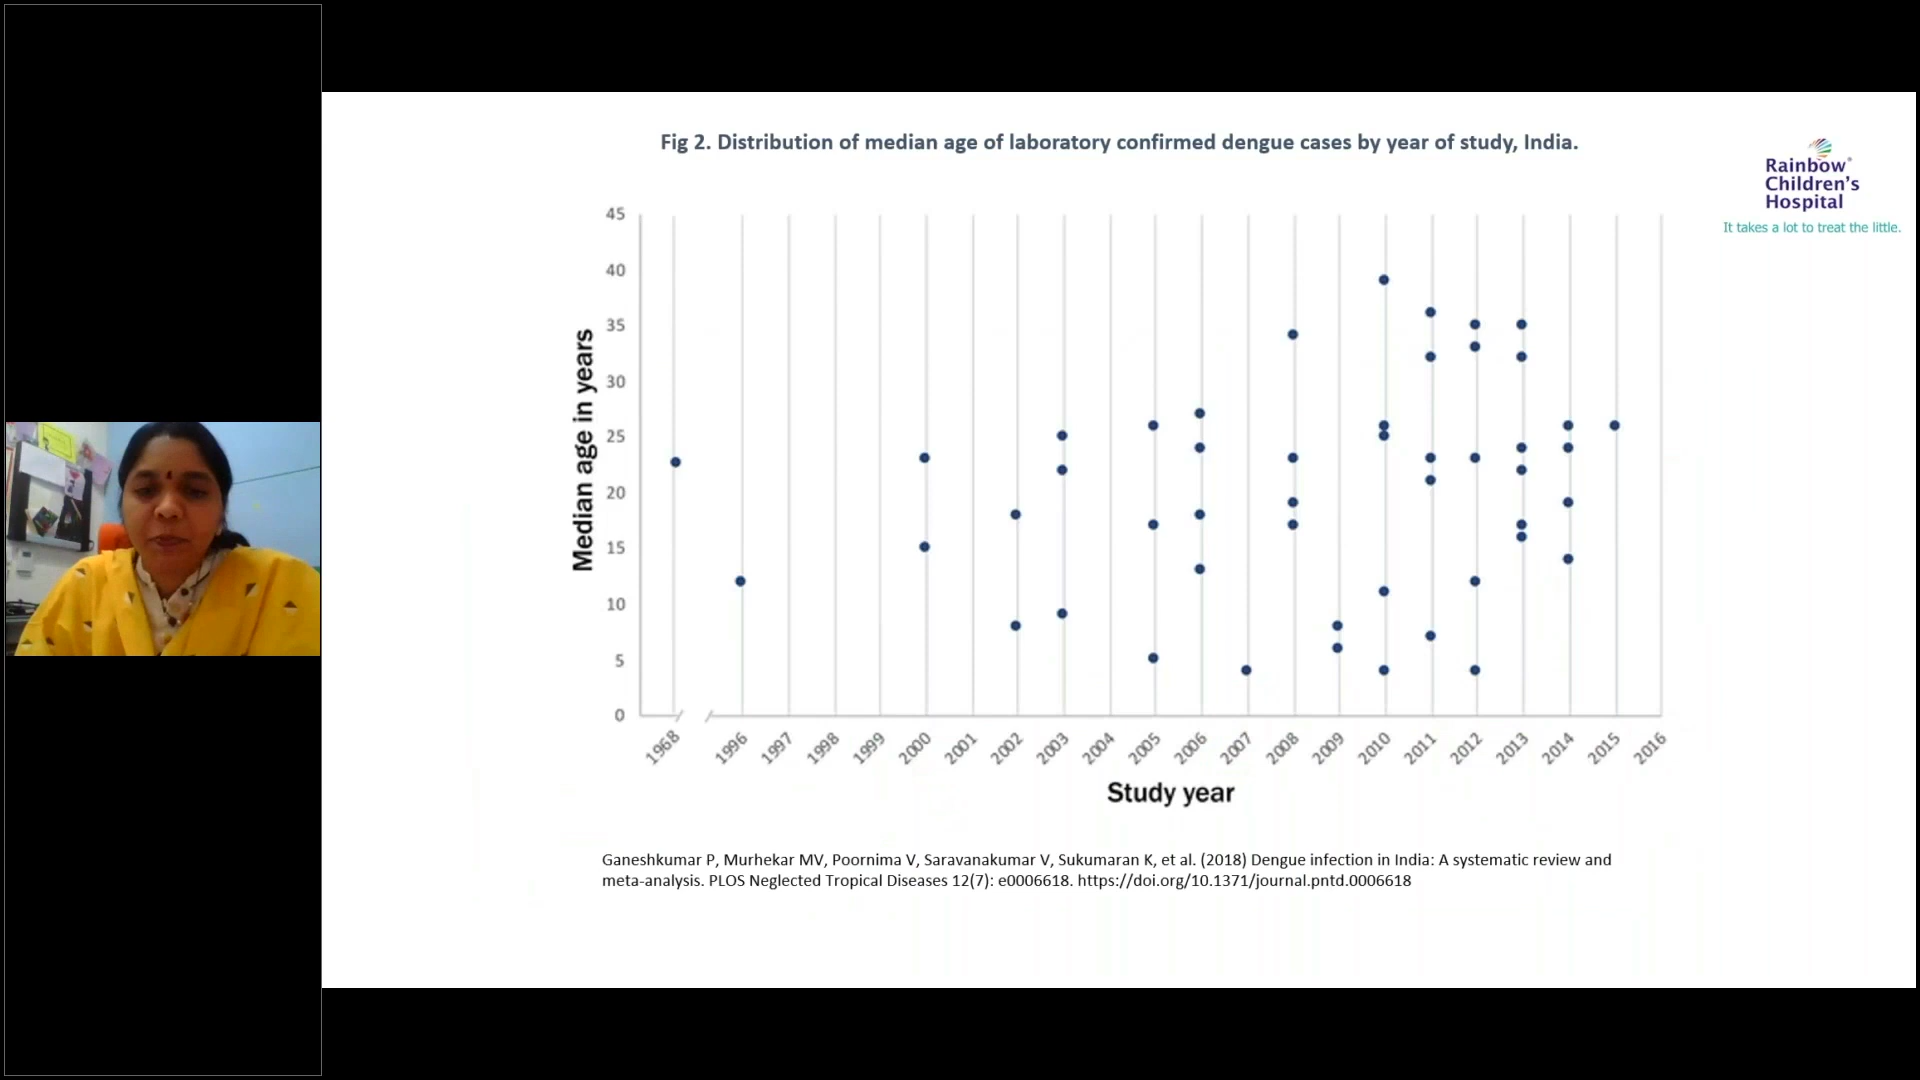 Fig 2. Distribution of median age of laboratory confirmed dengue cases by year of study, India.
Rainbow
Children's
Hospital
It takes a lot to treat the little.
45
40
35
30
25
20
15
10
5
0
Median age in years
1968 1996 1997 1998 1999 2000 2001 2002 2003 2004 2005 2006 2007 2008 2009 2010 2011 2012 2013 2014 2015 2016
Study year
Ganeshkumar P, Murhekar MV, Poornima V, Saravanakumar V, Sukumaran K, et al. (2018) Dengue infection in India: A systematic review and
meta-analysis. PLOS Neglected Tropical Diseases 12(7): e0006618. https://doi.org/10.1371/journal.pntd.0006618